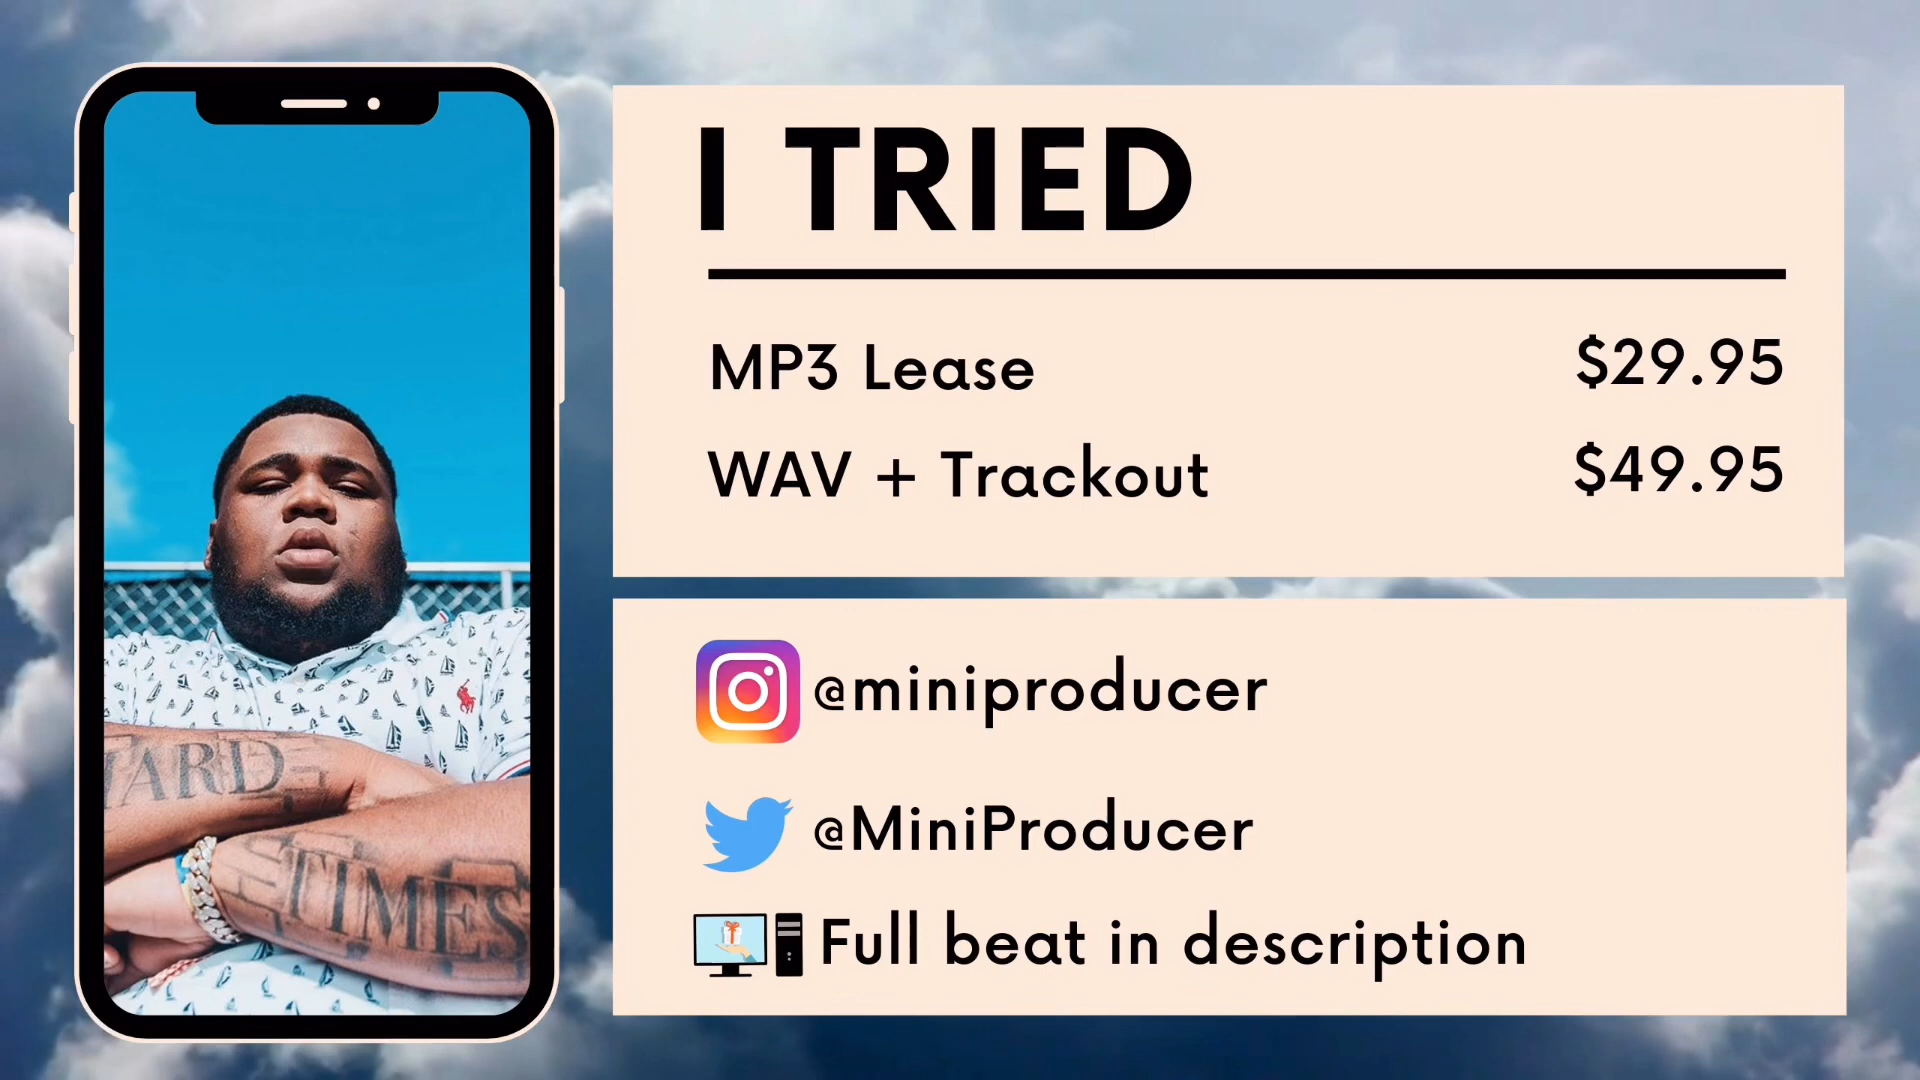 I TRIED
MP3 Lease $29.95
WAV + Trackout $49.95
@miniproducer
@MiniProducer
Full beat in description
ARD
TIMES